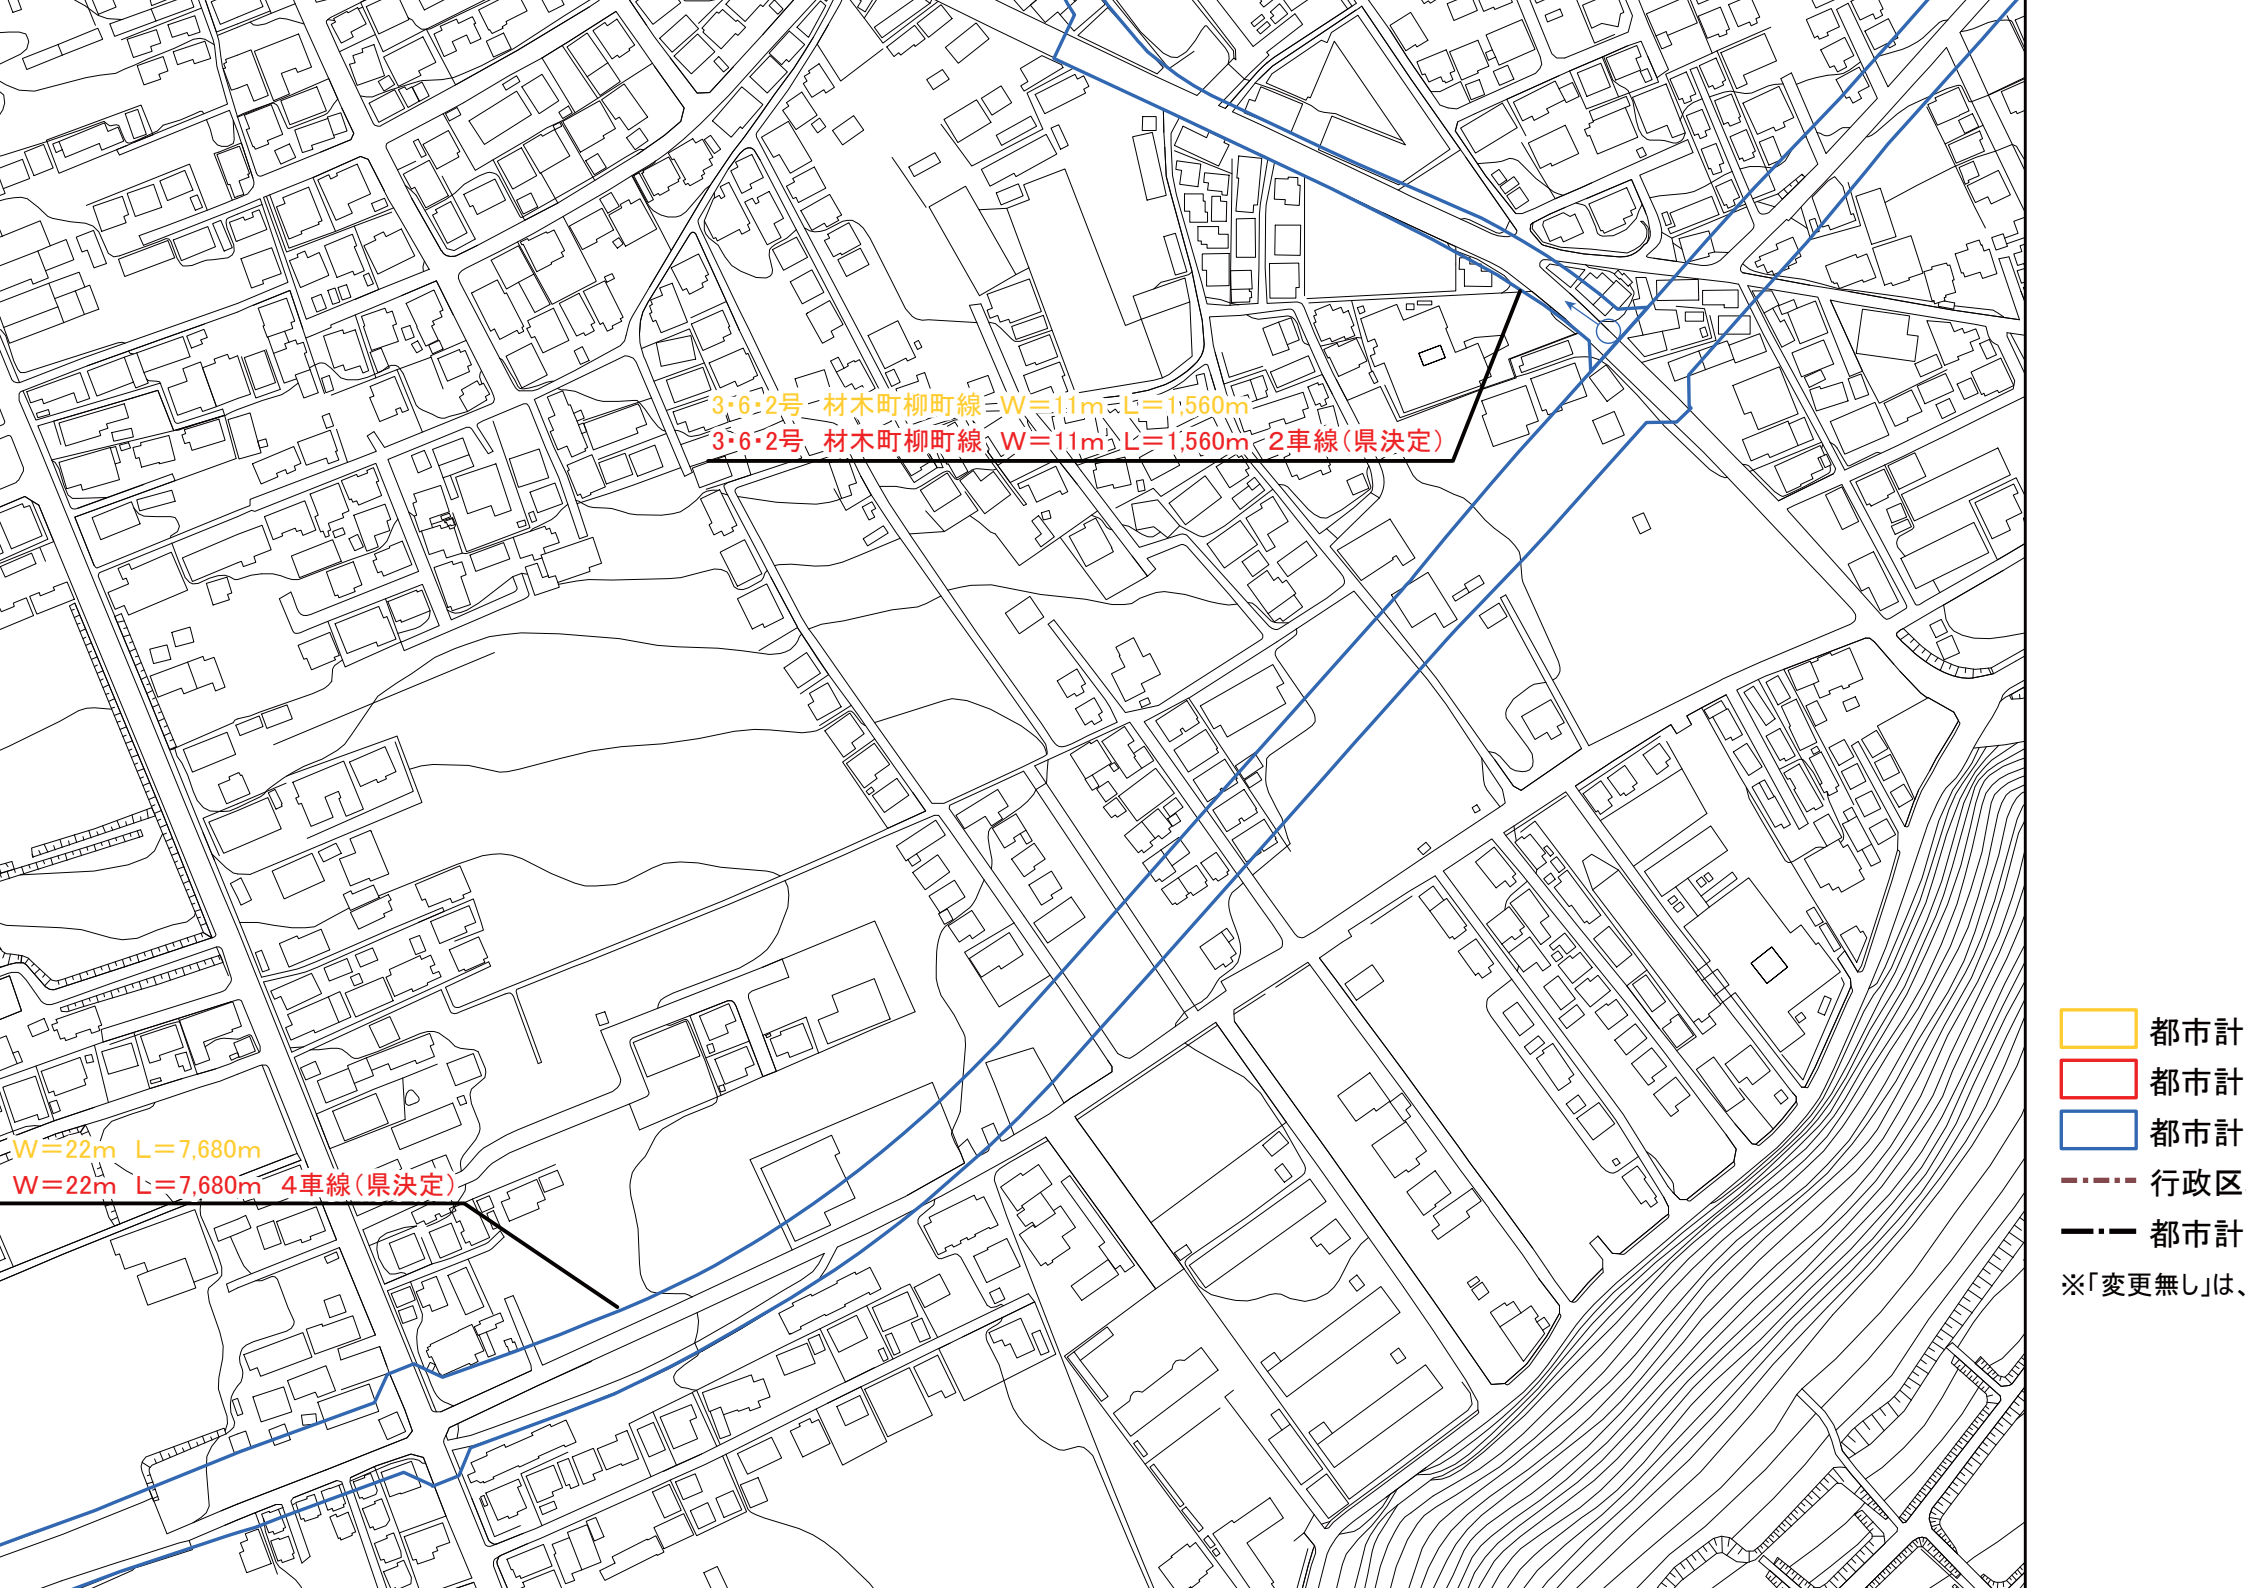 3・6・2号 材木町柳町線 W＝11m L＝1,560m
3・6・2号 材木町柳町線 W＝11m L＝1,560m 2車線（県決定）
W＝22m L＝7,680m
W＝22m L＝7,680m 4車線（県決定）
都市計
都市計
都市計
行政区
都市計
※「変更無し」は、